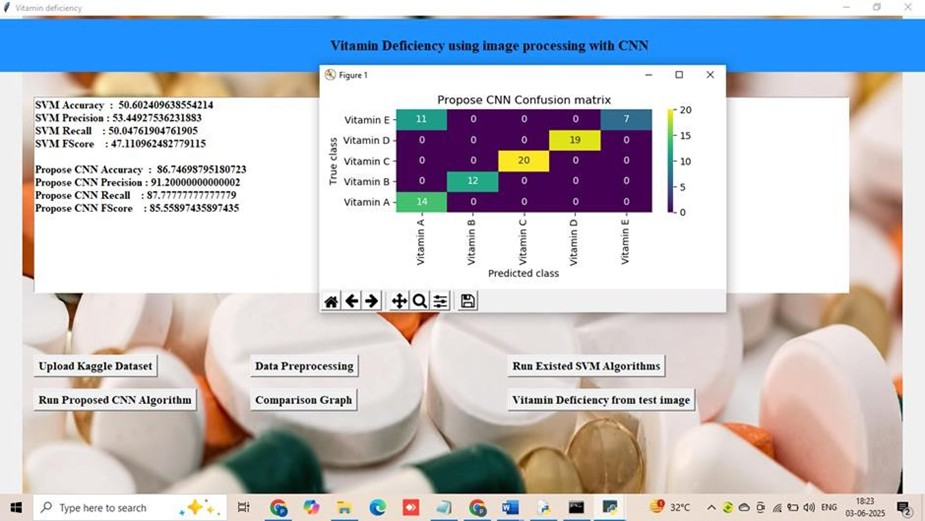 Vitamin deficiency
Vitamin Deficiency using image processing with CNN
SVM Accuracy : 50.602409638554214
SVM Precision : 53.44927536231883
SVM Recall : 50.04761904761905
SVM FScore : 47.110962482779115
Propose CNN Accuracy : 86.74698795180723
Propose CNN Precision : 91.20000000000002
Propose CNN Recall : 87.77777777777779
Propose CNN FScore : 85.55897435897435
Figure 1
Propose CNN Confusion matrix
True class
Vitamin E 11 0 0 0 7
Vitamin D 0 0 0 19 0
Vitamin C 0 0 20 0 0
Vitamin B 0 12 0 0 0
Vitamin A 14 0 0 0 0
Vitamin A Vitamin B Vitamin C Vitamin D Vitamin E
Predicted class
20
15
10
5
0
Upload Kaggle Dataset Data Preprocessing Run Existed SVM Algorithms
Run Proposed CNN Algorithm Comparison Graph Vitamin Deficiency from test image
Type here to search
32°C ENG 18:23
03-06-2025
2